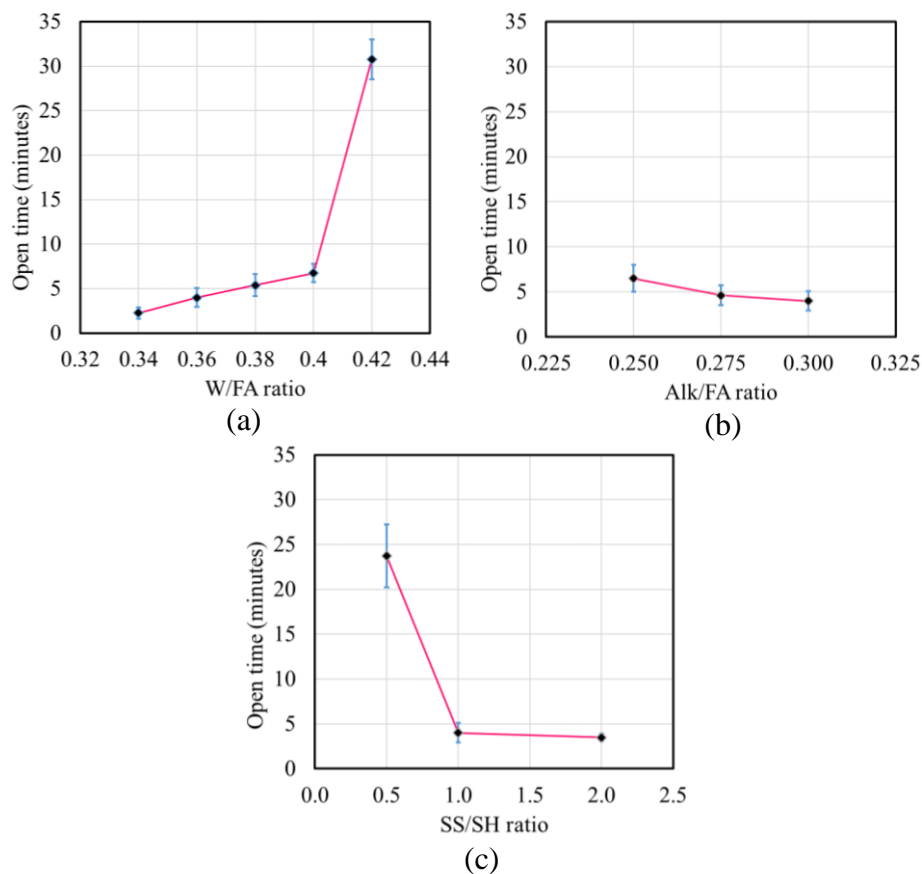 35
30
25
20
15
10
5
0
Open time (minutes)
0.32 0.34 0.36 0.38 0.4 0.42 0.44
W/FA ratio
(a)
35
30
25
20
15
10
5
0
Open time (minutes)
0.225 0.250 0.275 0.300 0.325
Alk/FA ratio
(b)
35
30
25
20
15
10
5
0
Open time (minutes)
0.0 0.5 1.0 1.5 2.0 2.5
SS/SH ratio
(c)